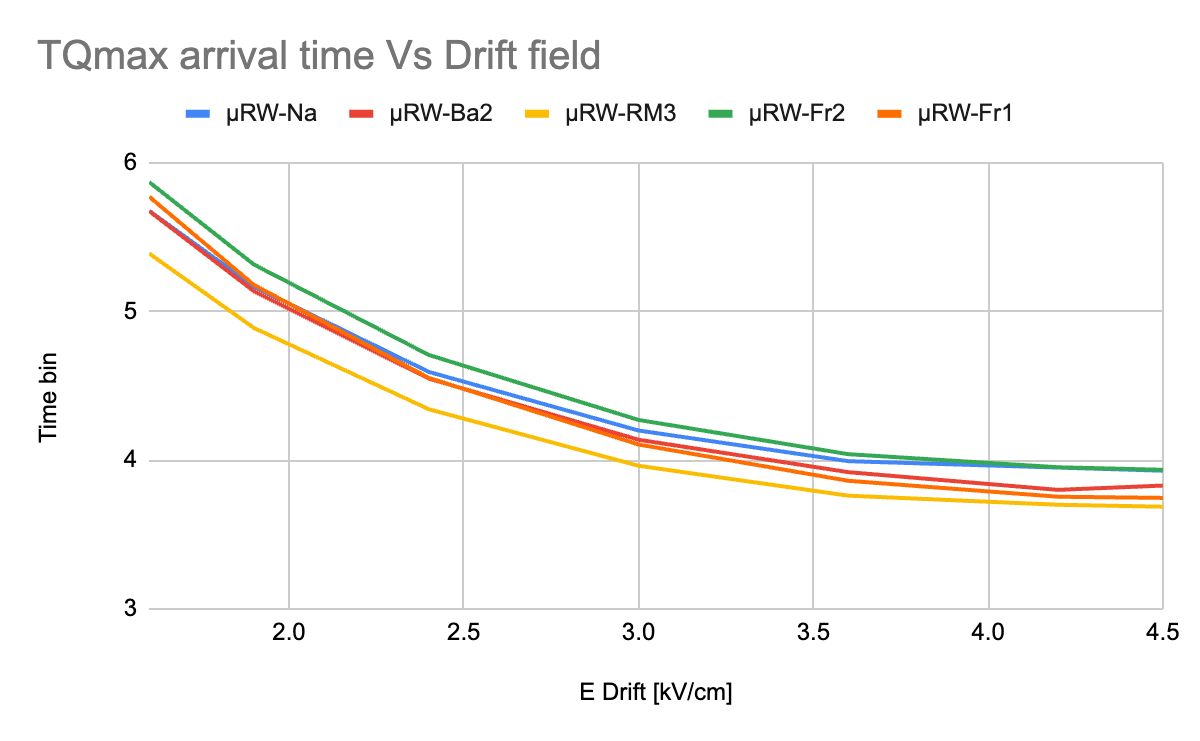 TQmax arrival time Vs Drift field
μRW-Na μRW-Ba2 μRW-RM3 μRW-Fr2 μRW-Fr1
6
5
4
3
Time bin
2.0 2.5 3.0 3.5 4.0 4.5
E Drift [kV/cm]